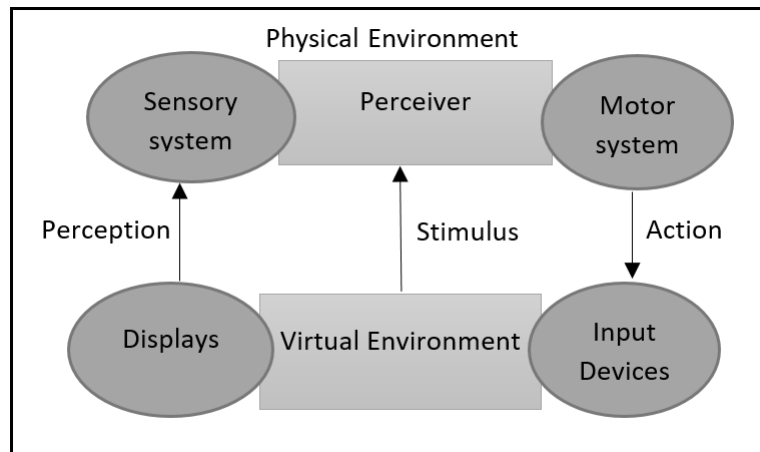 Physical Environment
Sensory
system
Perceiver
Motor
system
Perception
Stimulus
Action
Displays
Virtual Environment
Input
Devices